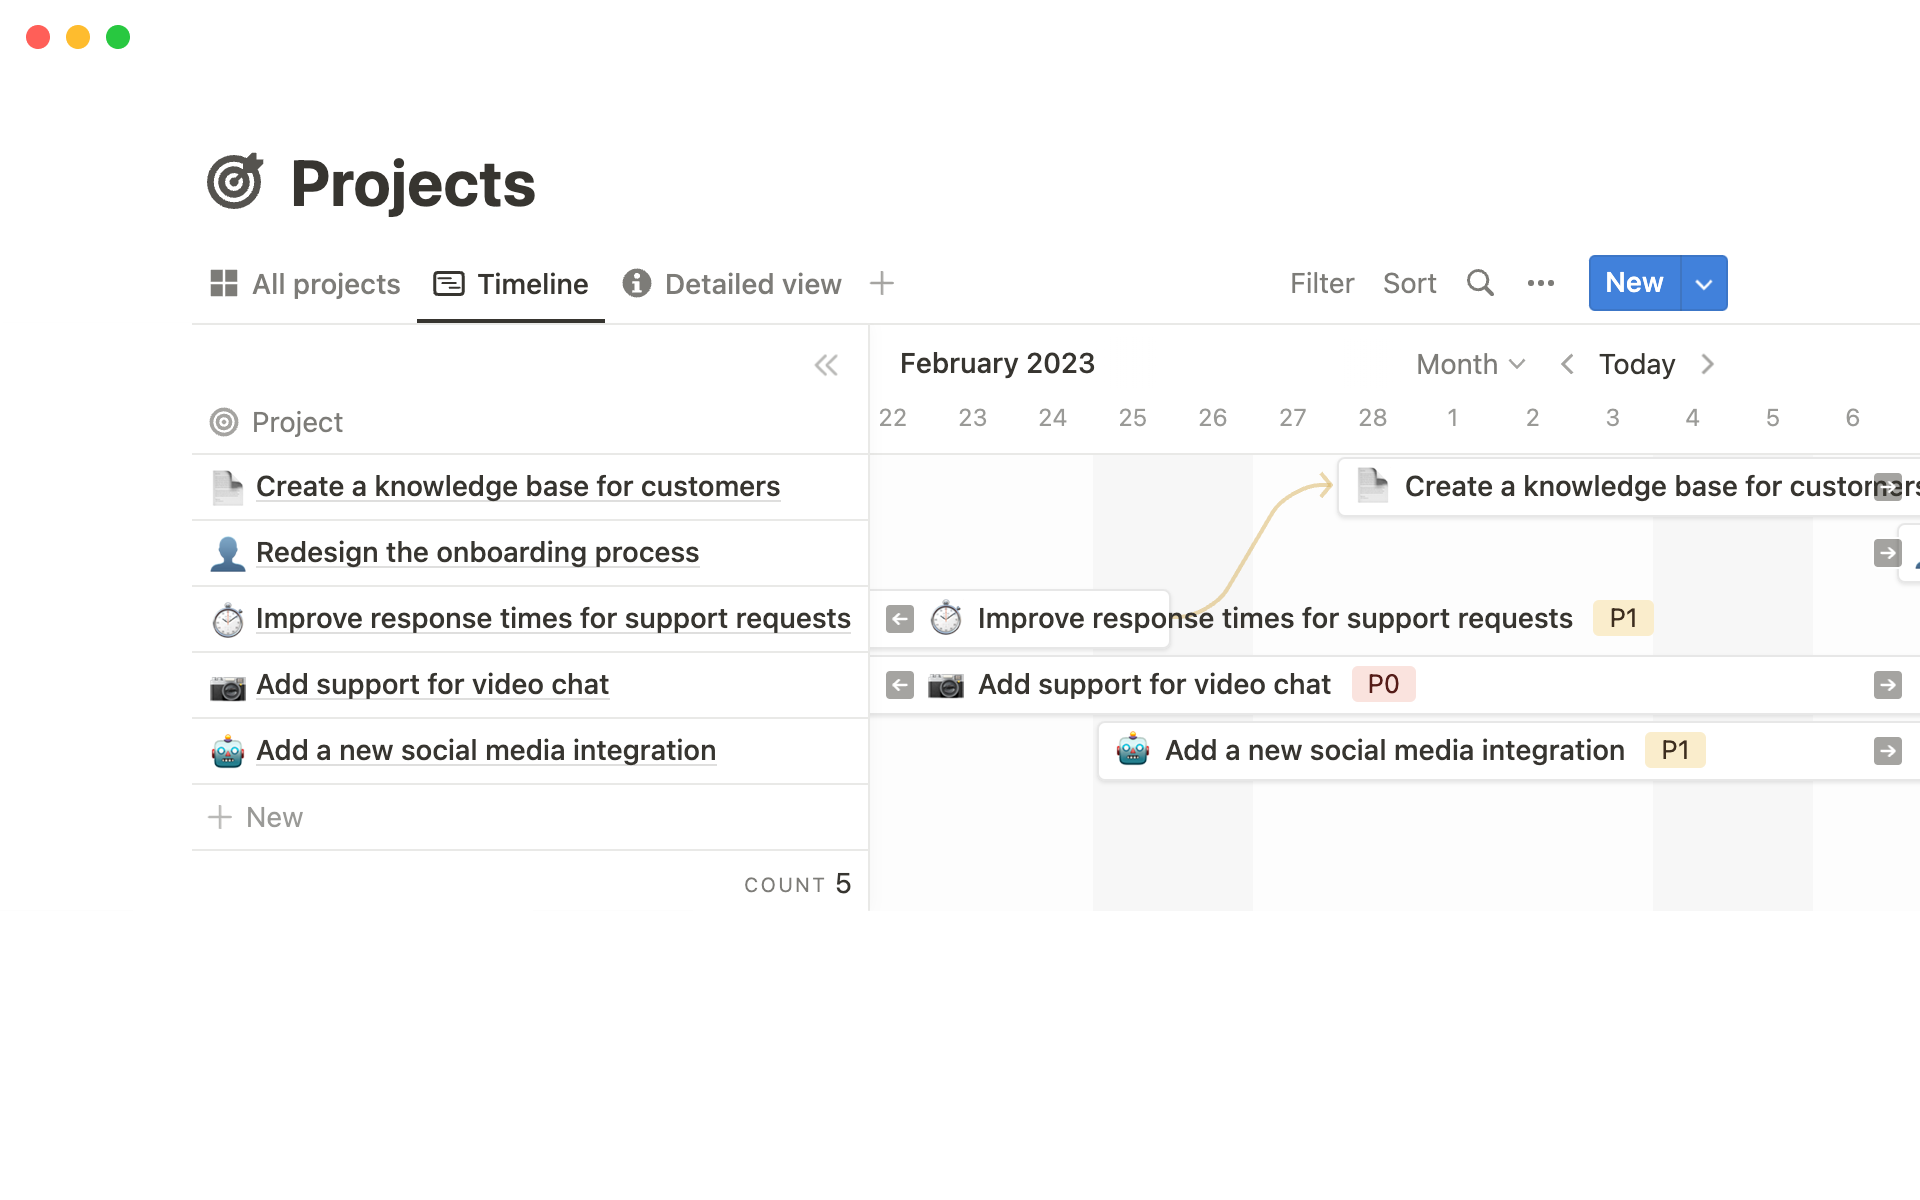 Projects
All projects Timeline Detailed view Filter Sort New
February 2023 Month Today
Project 22 23 24 25 26 27 28 1 2 3 4 5 6
Create a knowledge base for customers Create a knowledge base for customers
Redesign the onboarding process
Improve response times for support requests Improve response times for support requests P1
Add support for video chat Add support for video chat P0
Add a new social media integration Add a new social media integration P1
New
COUNT 5